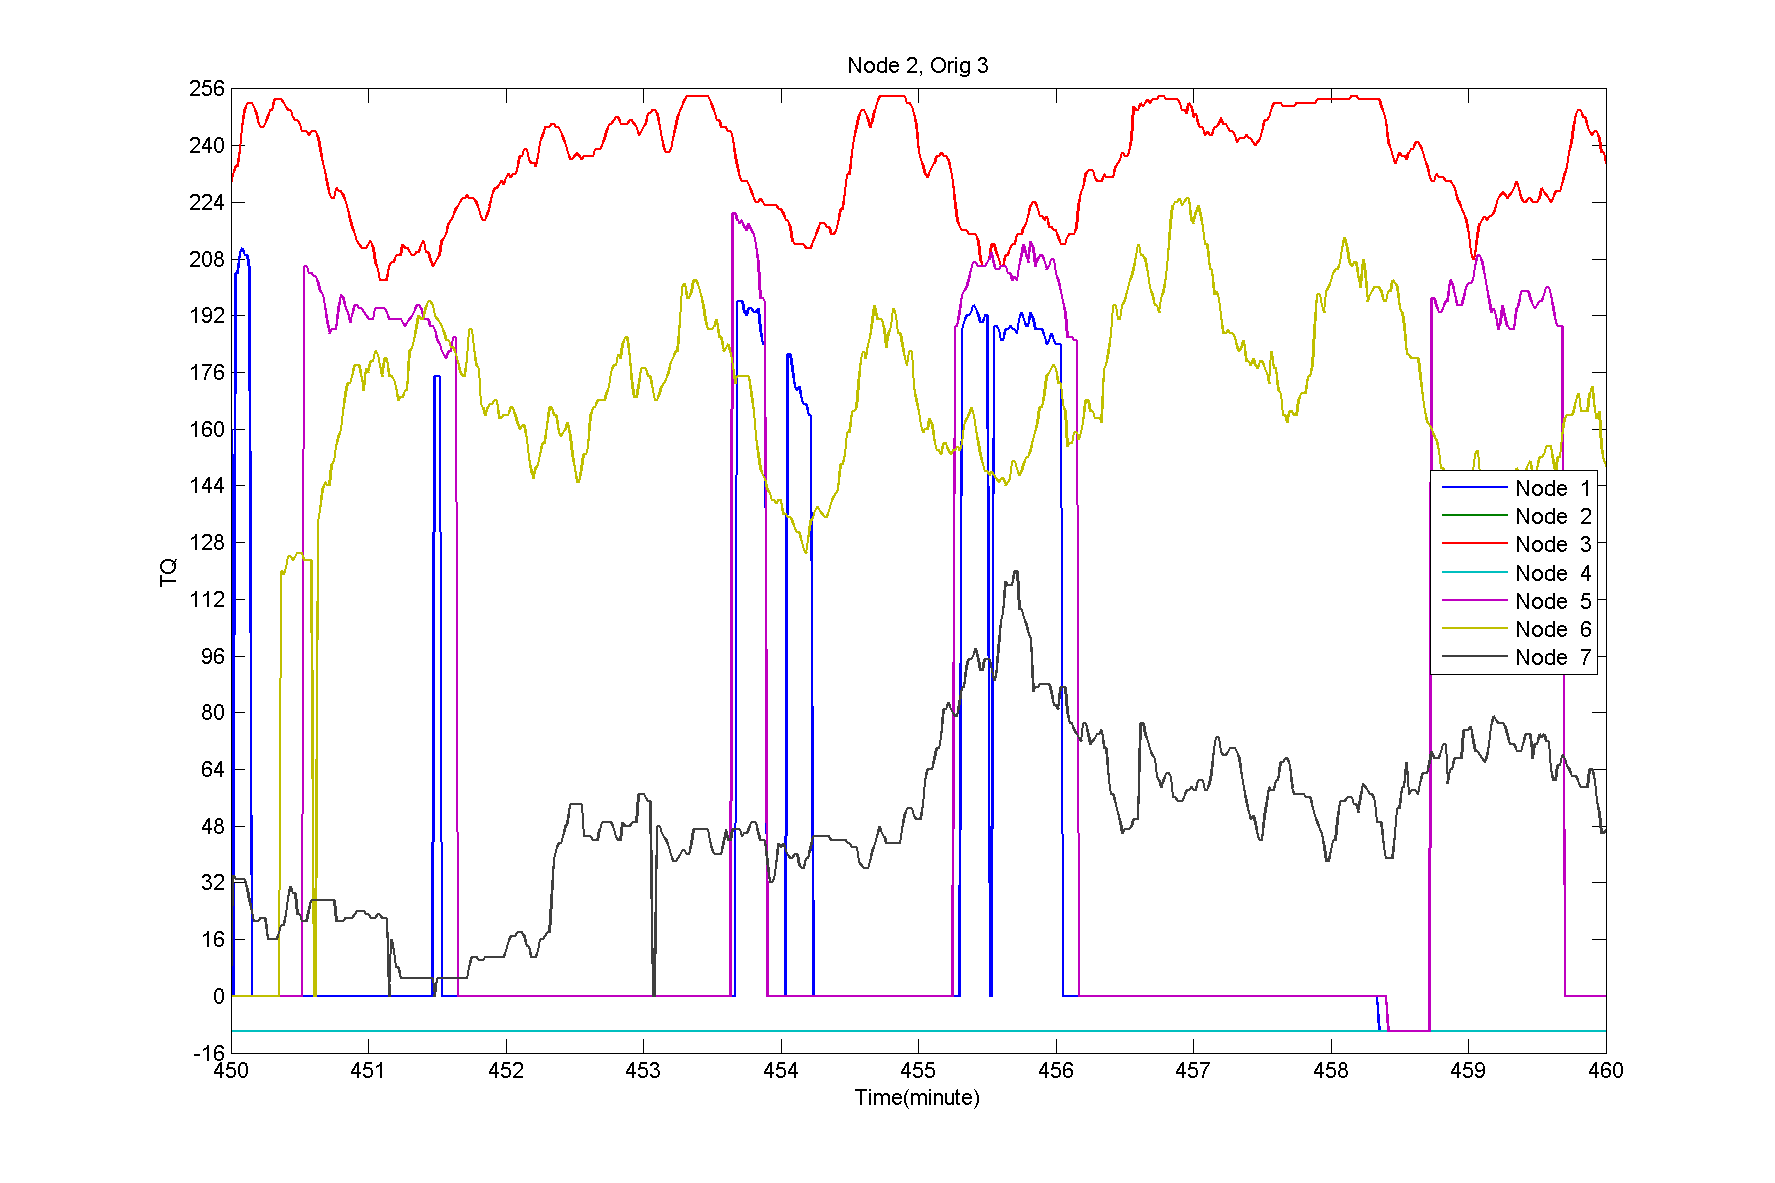 Node 2, Orig 3
256
240
224
208
192
176
160
144
128
112
96
80
64
48
32
16
0
-16
TQ
450 451 452 453 454 455 456 457 458 459 460
Time(minute)
Node 1
Node 2
Node 3
Node 4
Node 5
Node 6
Node 7